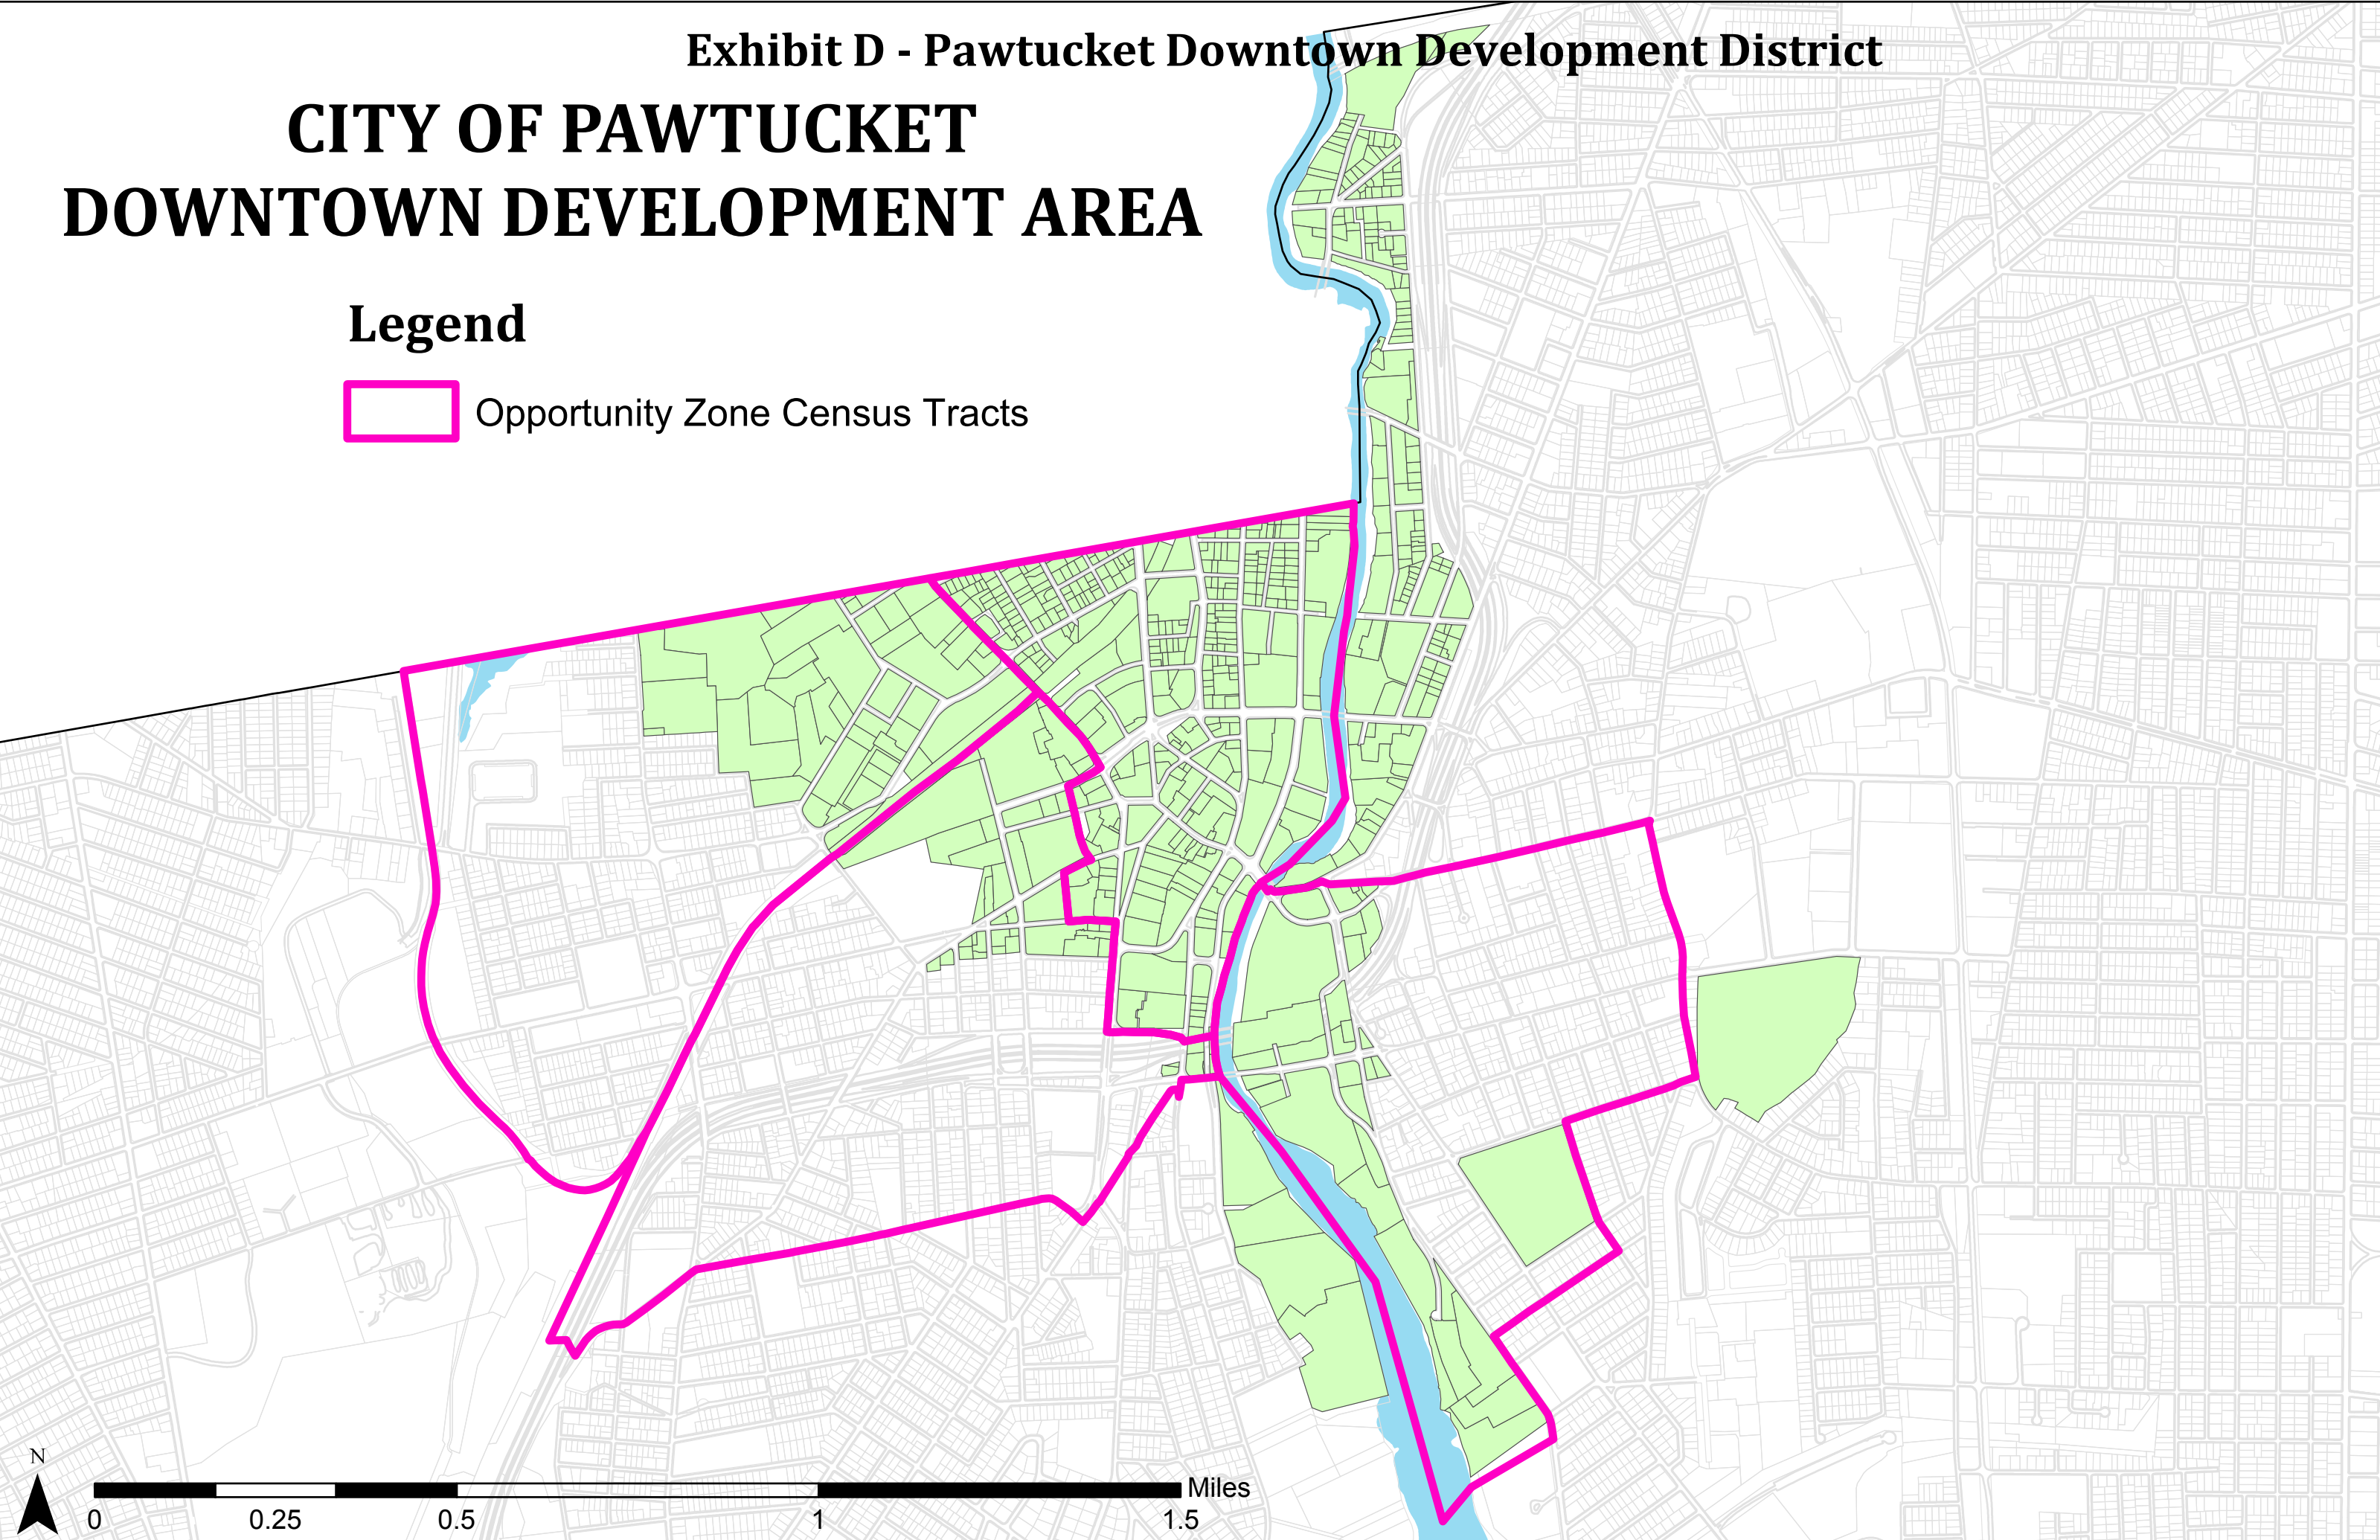 Exhibit D - Pawtucket Downtown Development District
CITY OF PAWTUCKET
DOWNTOWN DEVELOPMENT AREA
Legend
Opportunity Zone Census Tracts
N
Miles
0 0.25 0.5 1 1.5